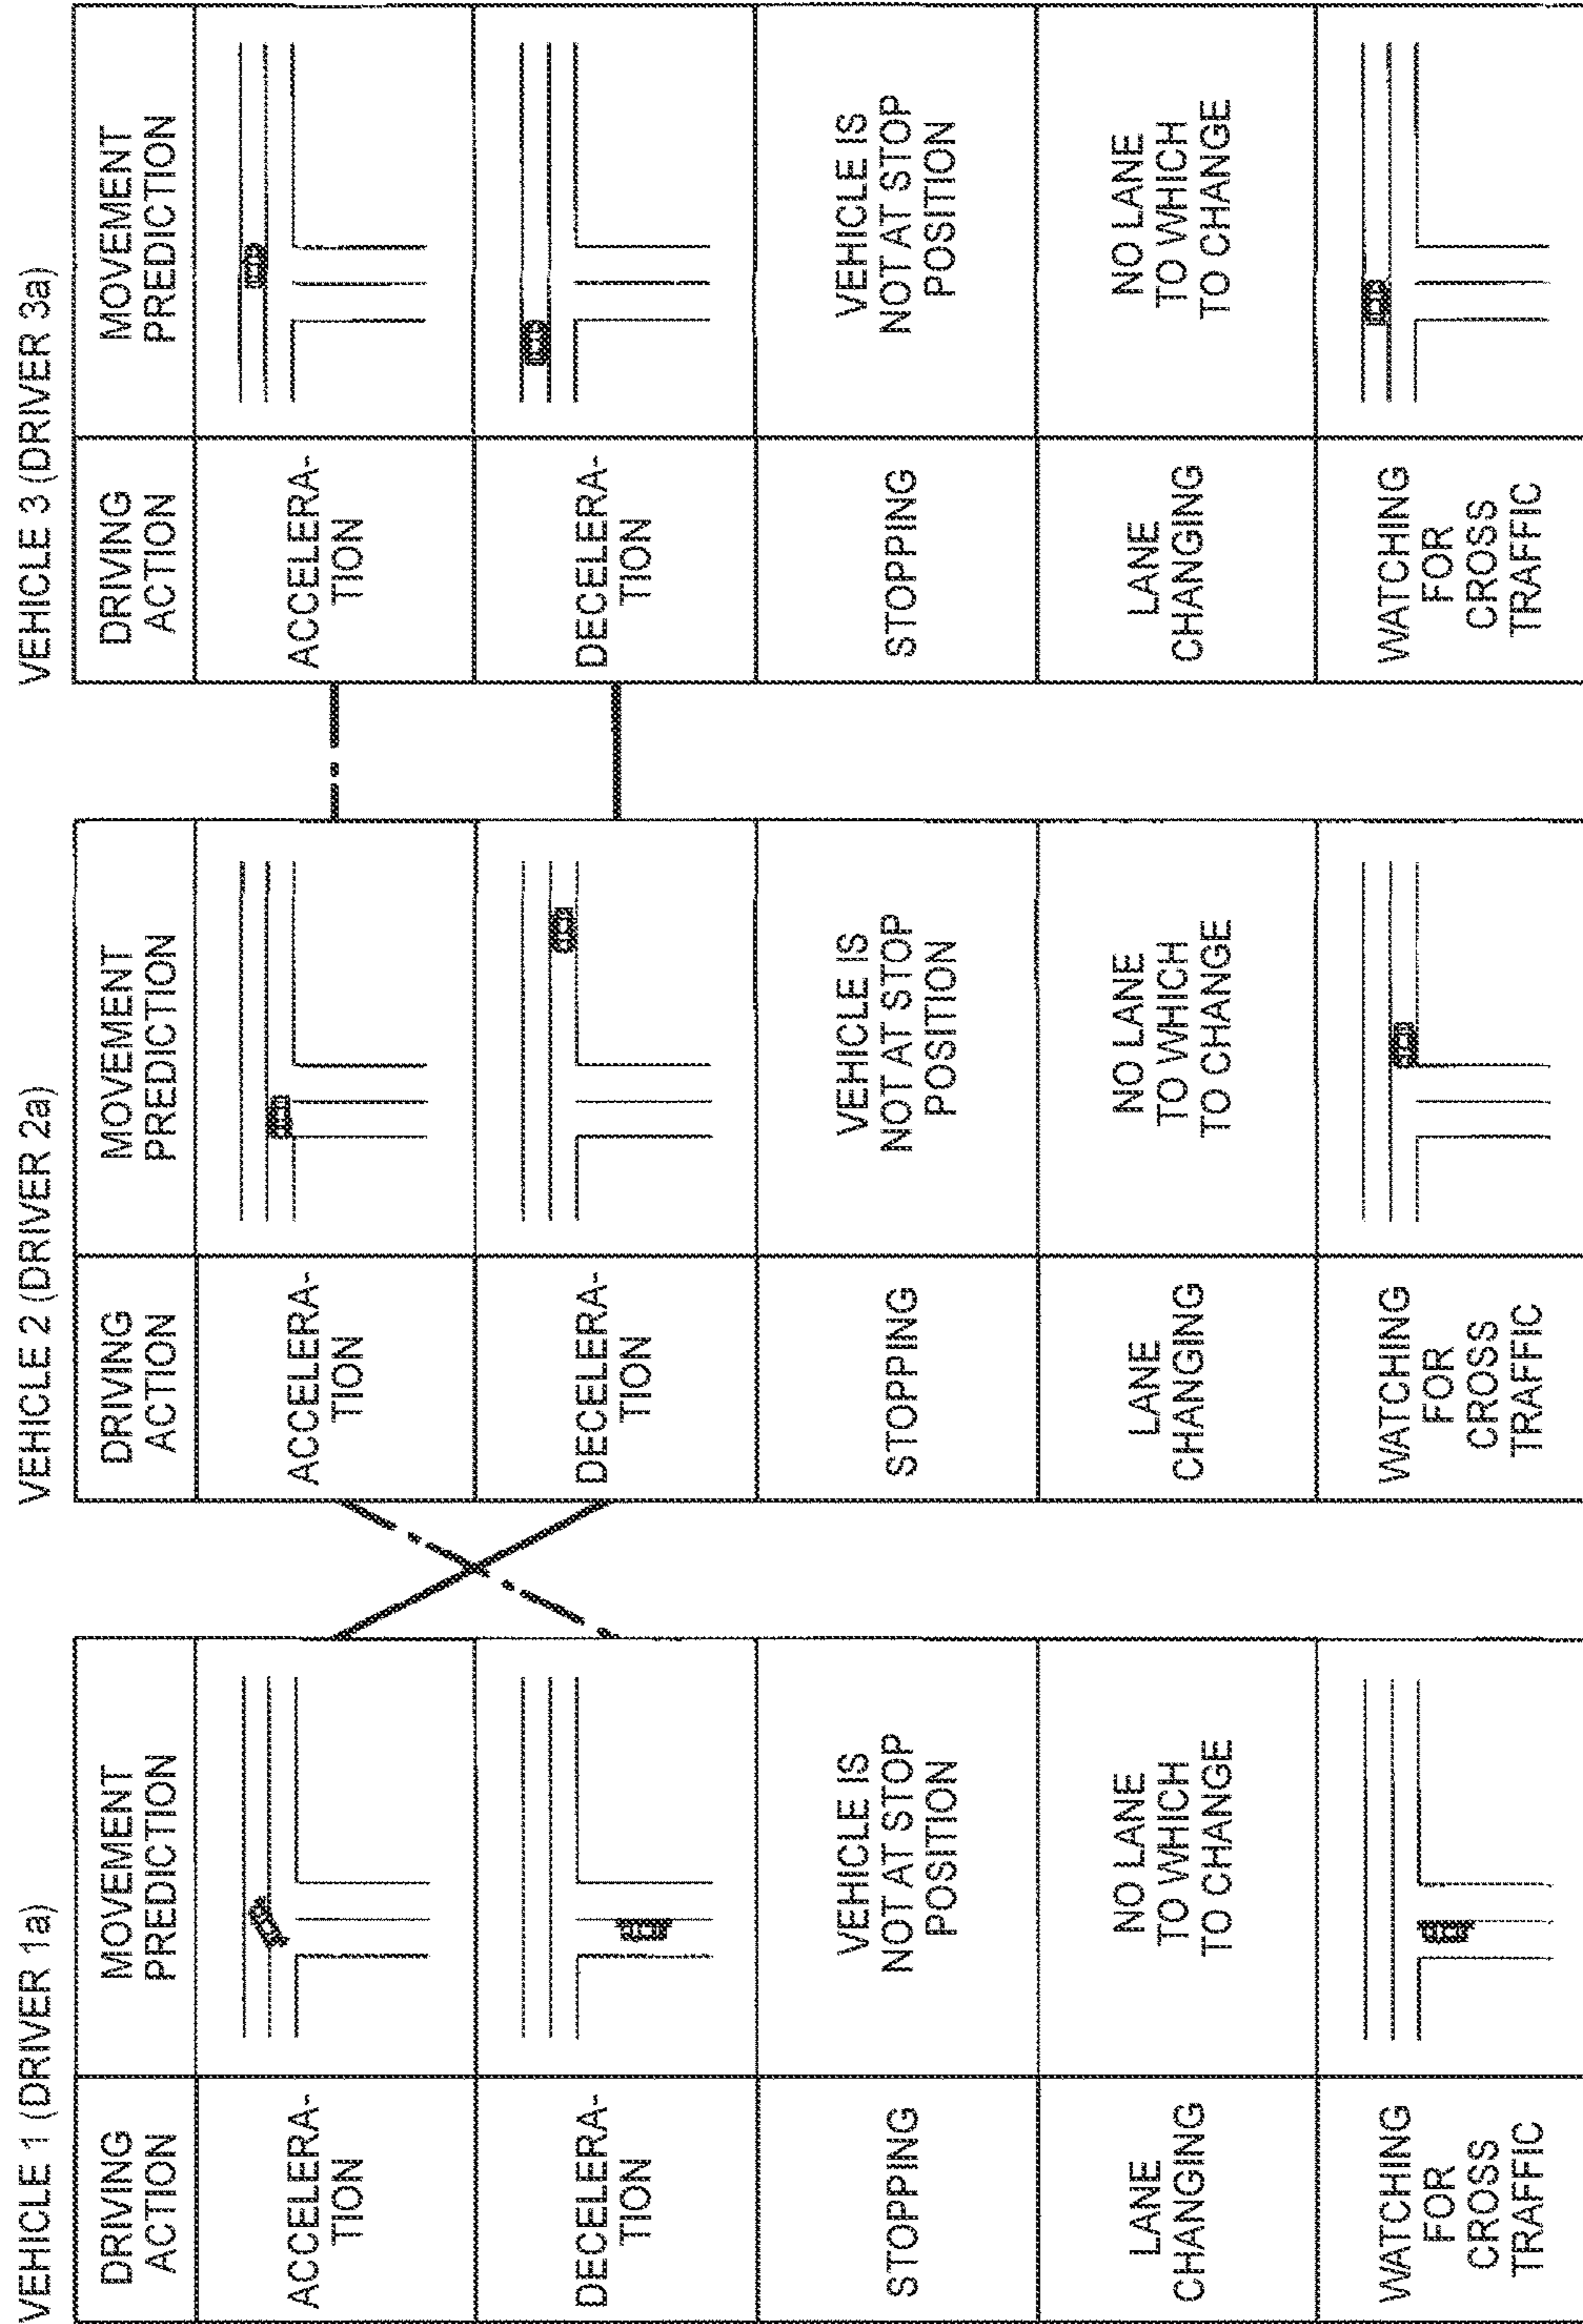 VEHICLE 1 (DRIVER 1a)
DRIVING
ACTION
MOVEMENT
PREDICTION
ACCELERA-
TION
DECELERA-
TION
STOPPING
VEHICLE IS
NOT AT STOP
POSITION
LANE
CHANGING
NO LANE
TO WHICH
TO CHANGE
WATCHING
FOR
CROSS
TRAFFIC
VEHICLE 2 (DRIVER 2a)
DRIVING
ACTION
MOVEMENT
PREDICTION
ACCELERA-
TION
DECELERA-
TION
STOPPING
VEHICLE IS
NOT AT STOP
POSITION
LANE
CHANGING
NO LANE
TO WHICH
TO CHANGE
WATCHING
FOR
CROSS
TRAFFIC
VEHICLE 3 (DRIVER 3a)
DRIVING
ACTION
MOVEMENT
PREDICTION
ACCELERA-
TION
DECELERA-
TION
STOPPING
VEHICLE IS
NOT AT STOP
POSITION
LANE
CHANGING
NO LANE
TO WHICH
TO CHANGE
WATCHING
FOR
CROSS
TRAFFIC